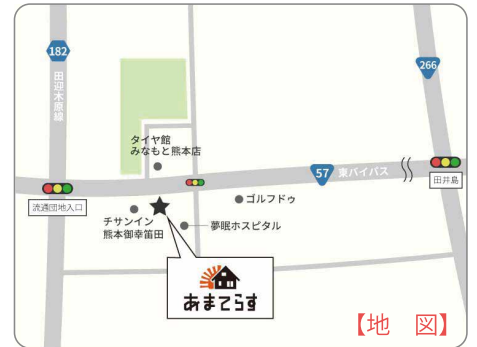 182
田迎木原線
266
タイヤ館
みなもと熊本店
57
東バイパス
田井島
流通団地入口
チサンイン
熊本御幸笛田
ゴルフドゥ
夢眠ホスピタル
あまてらす
【地 図】